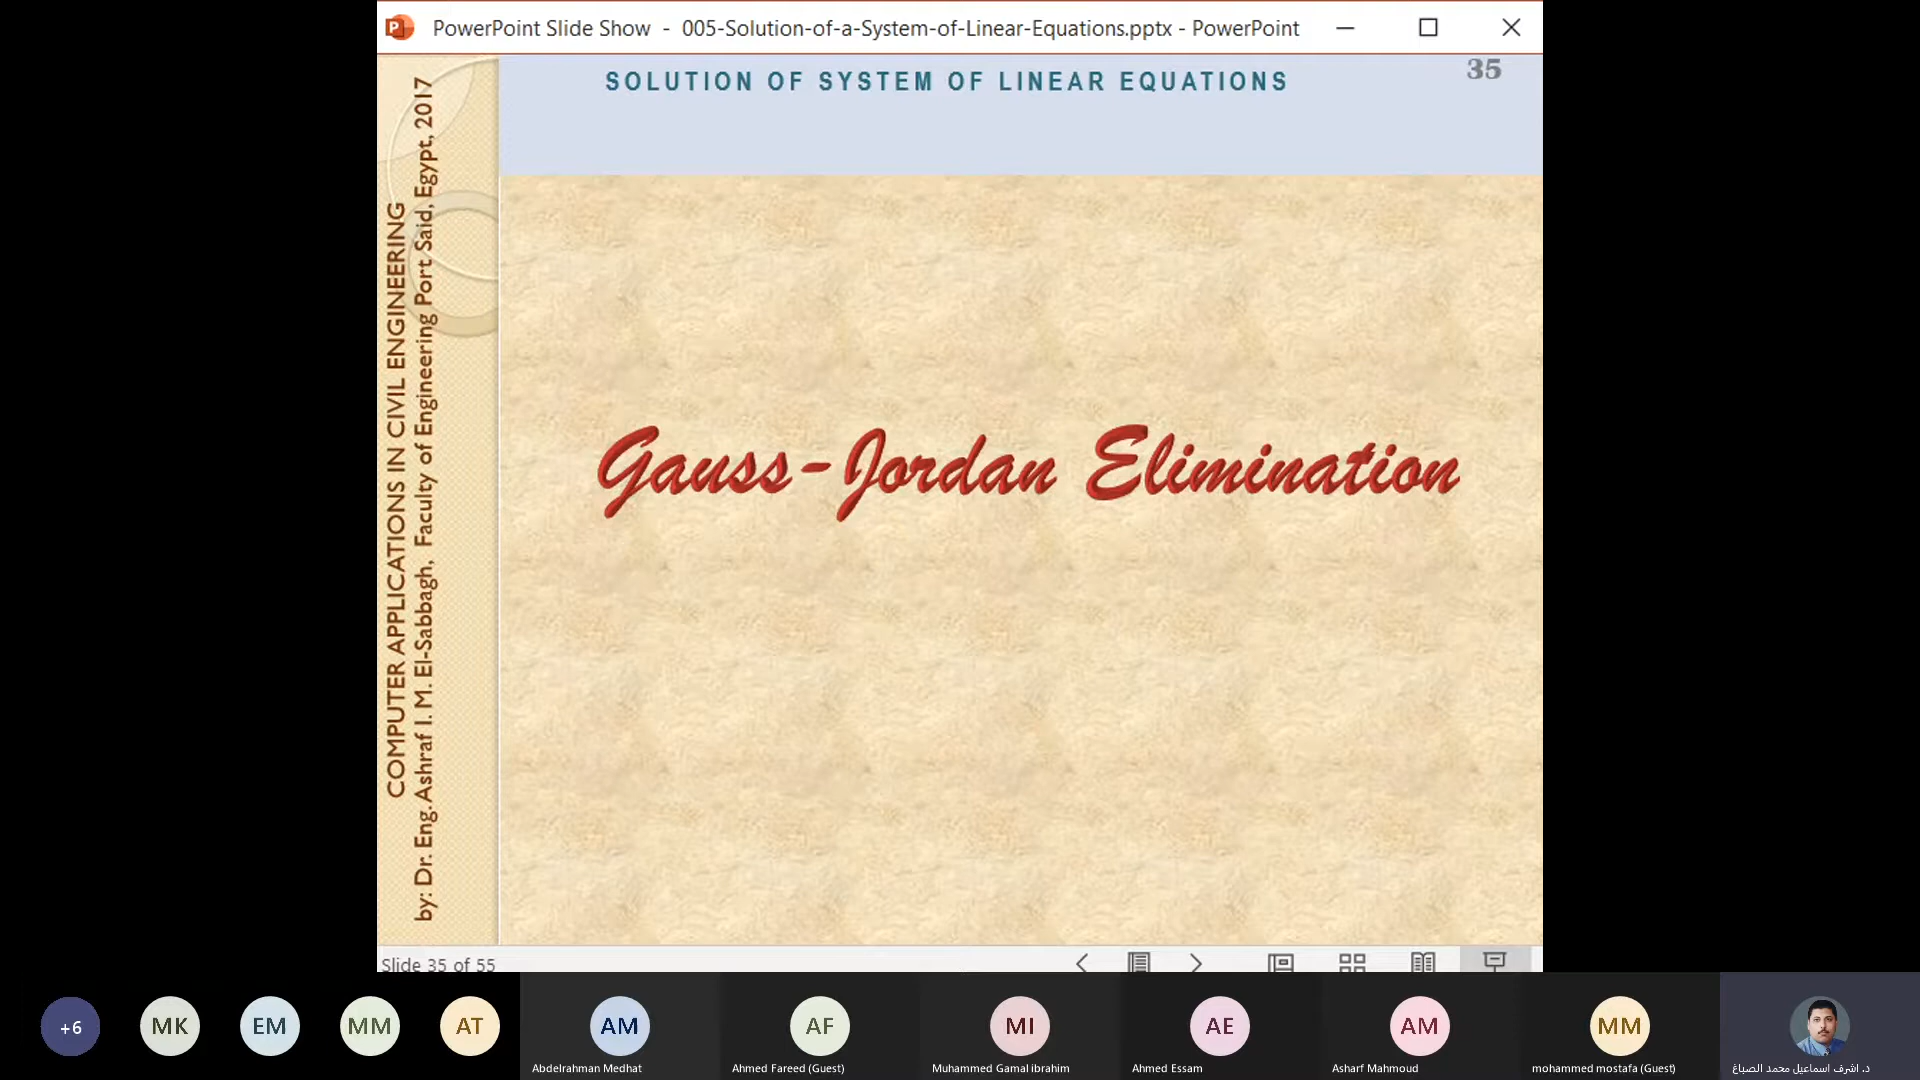 PowerPoint Slide Show - 005-Solution-of-a-System-of-Linear-Equations.pptx - PowerPoint
SOLUTION OF SYSTEM OF LINEAR EQUATIONS
35
COMPUTER APPLICATIONS IN CIVIL ENGINEERING
by: Dr. Eng. Ashraf I. M. El-Sabbagh, Faculty of Engineering Port Said, Egypt, 2017
Gauss-Jordan Elimination
Slide 35 of 55
+6
MK
EM
MM
AT
AM
AF
MI
AE
AM
MM
Abdelrahman Medhat
Ahmed Fareed (Guest)
Muhammed Gamal ibrahim
Ahmed Essam
Asharf Mahmoud
mohammed mostafa (Guest)
د. اشرف اسماعيل محمد الصباغ